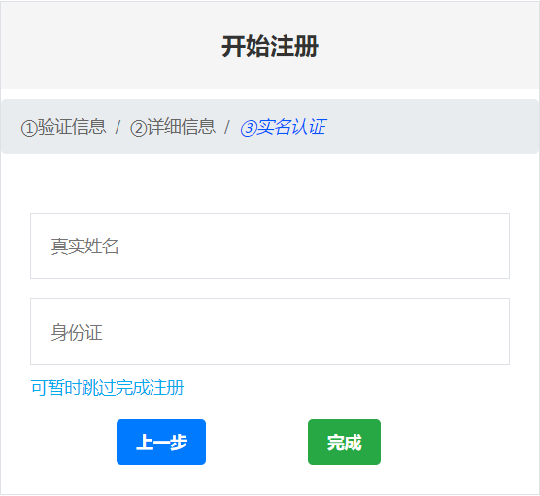 开始注册
①验证信息 / ②详细信息 / ③实名认证
真实姓名
身份证
可暂时跳过完成注册
上一步 完成